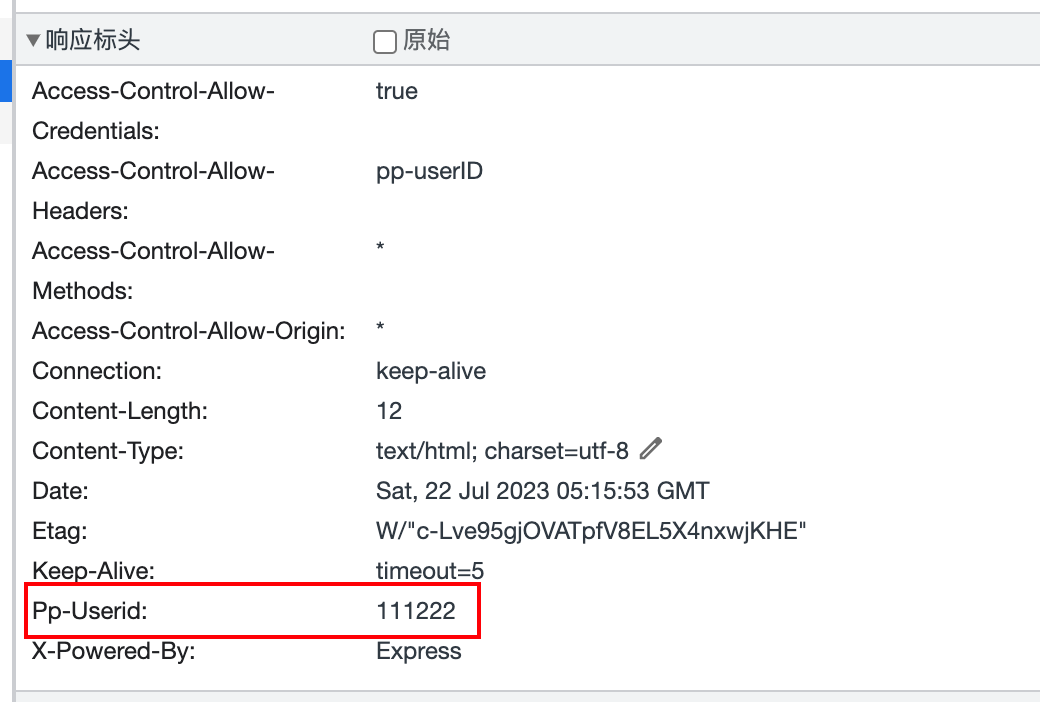 响应标头 原始
Access-Control-Allow- true
Credentials:
Access-Control-Allow- pp-userID
Headers:
Access-Control-Allow- *
Methods:
Access-Control-Allow-Origin: *
Connection: keep-alive
Content-Length: 12
Content-Type: text/html; charset=utf-8
Date: Sat, 22 Jul 2023 05:15:53 GMT
Etag: W/"c-Lve95gjOVATpfV8EL5X4nxwjKHE"
Keep-Alive: timeout=5
Pp-Userid: 111222
X-Powered-By: Express